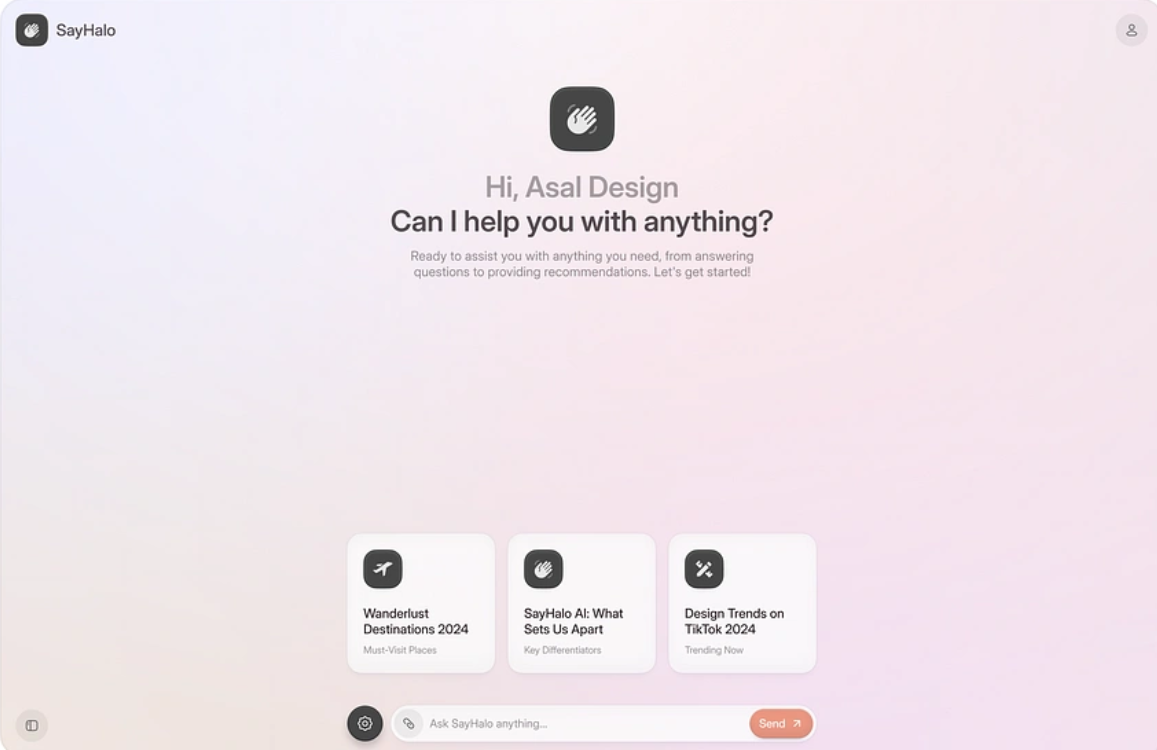 SayHalo
Hi, Asal Design
Can I help you with anything?
Ready to assist you with anything you need, from answering
questions to providing recommendations. Let's get started!
Wanderlust
Destinations 2024
Must-Visit Places
SayHalo AI: What
Sets Us Apart
Key Differentiators
Design Trends on
TikTok 2024
Trending Now
Ask SayHalo anything...
Send